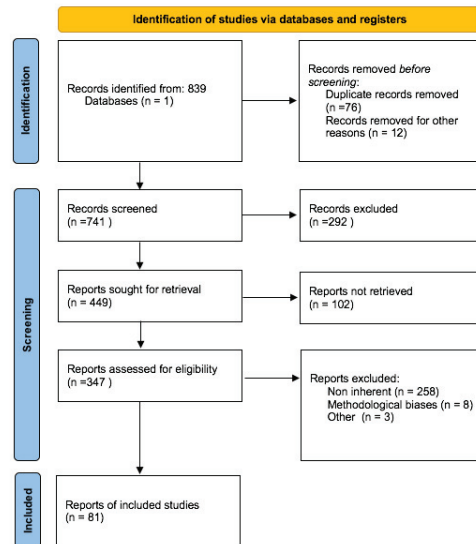 Identification of studies via databases and registers
Identification
Records identified from: 839
Databases (n = 1)
Records removed before
screening:
Duplicate records removed
(n =76)
Records removed for other
reasons (n = 12)
Screening
Records screened
(n =741 )
Records excluded
(n =292 )
Reports sought for retrieval
(n = 449)
Reports not retrieved
(n = 102)
Reports assessed for eligibility
(n =347 )
Reports excluded:
Non inherent (n = 258)
Methodological biases (n = 8)
Other (n = 3)
Included
Reports of included studies
(n = 81)